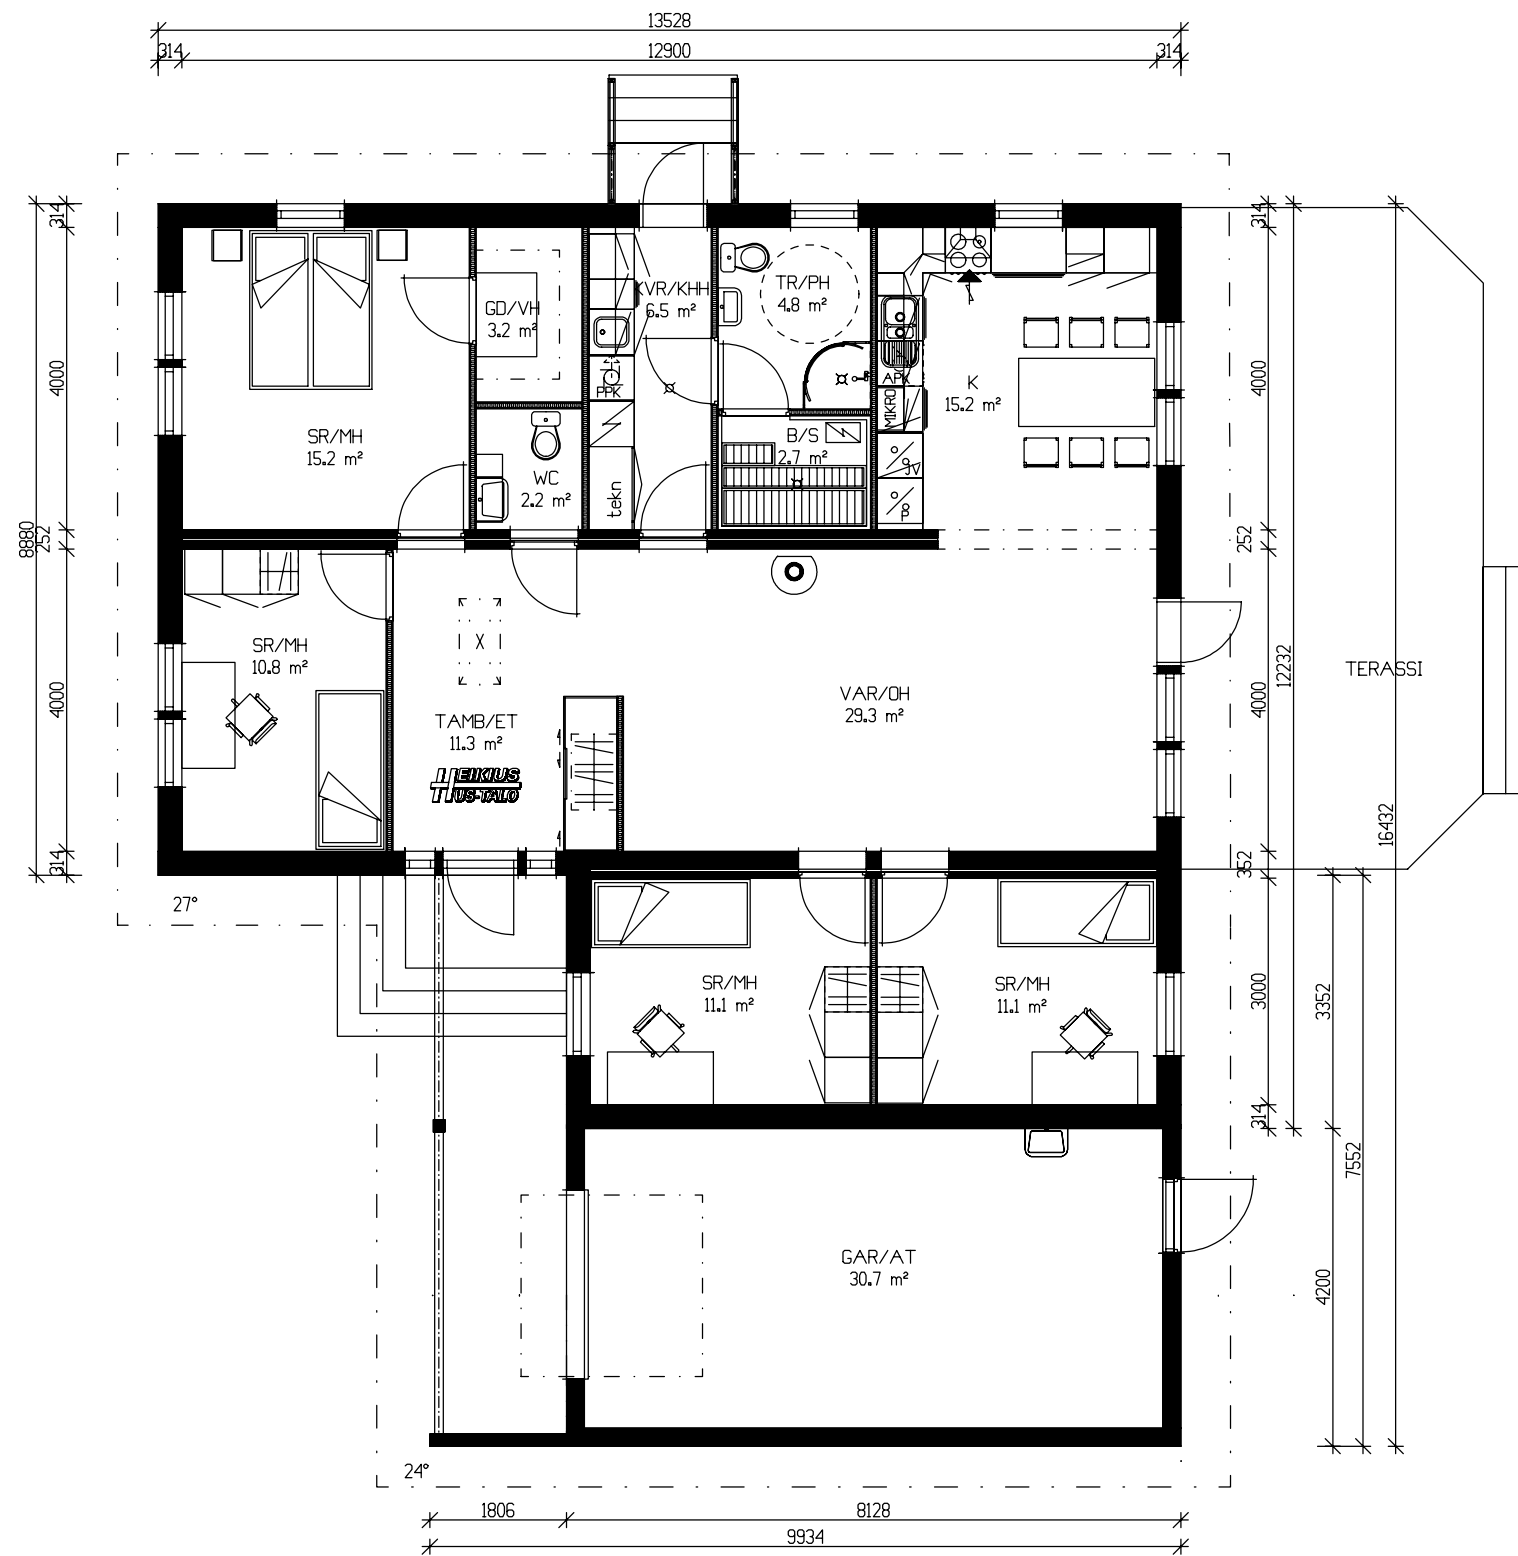 13528
314
12900
314
314
4000
252
8880
4000
314
314
4000
252
4000
12232
352
3000
314
16432
3352
7552
4200
GD/VH
3.2 m²
KVR/KHH
6.5 m²
TR/PH
4.8 m²
PPK
APK
MIKRO
K
15.2 m²
SR/MH
15.2 m²
B/S
2.7 m²
WC
2.2 m²
tekn
JV
P
SR/MH
10.8 m²
X
TAMB/ET
11.3 m²
HEIKIUS
HUS-TALO
VAR/OH
29.3 m²
TERASSI
27°
SR/MH
11.1 m²
SR/MH
11.1 m²
GAR/AT
30.7 m²
24°
1806
8128
9934